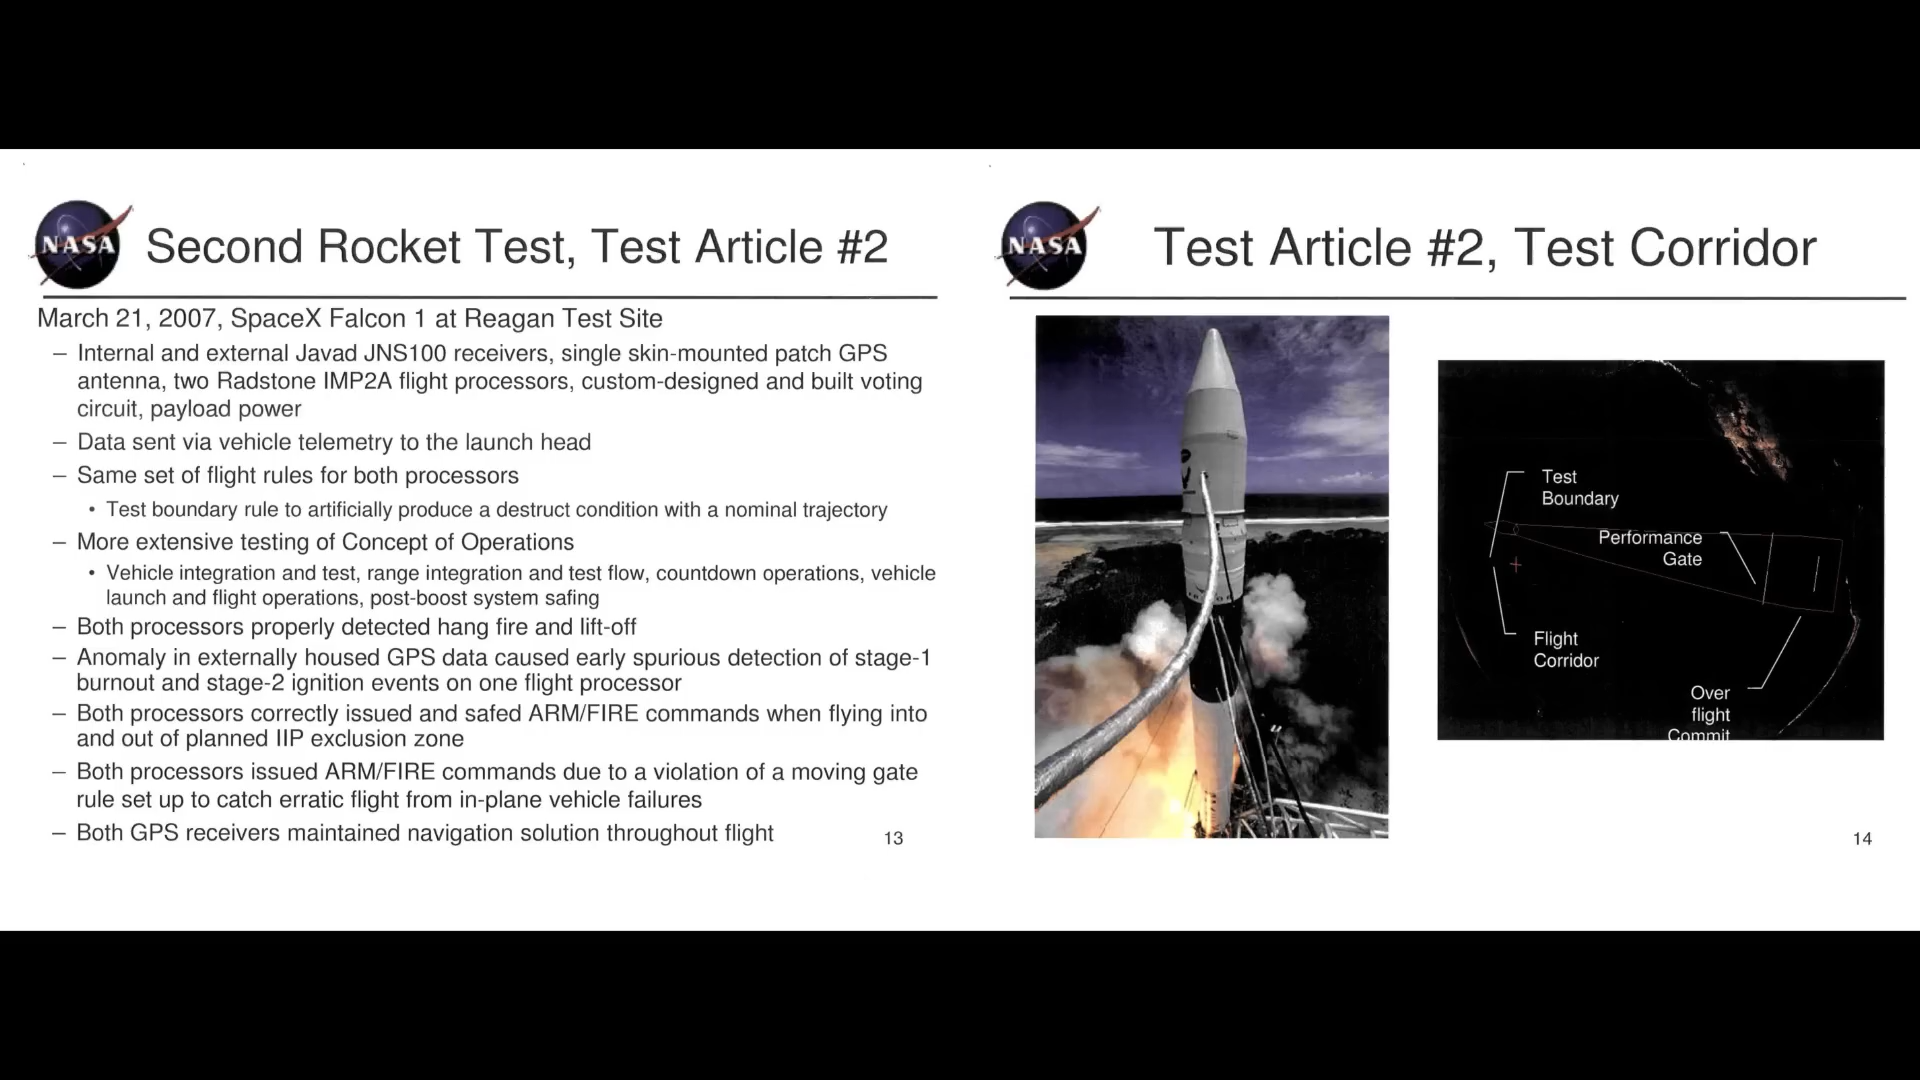 NASA
Second Rocket Test, Test Article #2
March 21, 2007, SpaceX Falcon 1 at Reagan Test Site
– Internal and external Javad JNS100 receivers, single skin-mounted patch GPS
antenna, two Radstone IMP2A flight processors, custom-designed and built voting
circuit, payload power
– Data sent via vehicle telemetry to the launch head
– Same set of flight rules for both processors
• Test boundary rule to artificially produce a destruct condition with a nominal trajectory
– More extensive testing of Concept of Operations
• Vehicle integration and test, range integration and test flow, countdown operations, vehicle
launch and flight operations, post-boost system safing
– Both processors properly detected hang fire and lift-off
– Anomaly in externally housed GPS data caused early spurious detection of stage-1
burnout and stage-2 ignition events on one flight processor
– Both processors correctly issued and safed ARM/FIRE commands when flying into
and out of planned IIP exclusion zone
– Both processors issued ARM/FIRE commands due to a violation of a moving gate
rule set up to catch erratic flight from in-plane vehicle failures
– Both GPS receivers maintained navigation solution throughout flight
13
NASA
Test Article #2, Test Corridor
Test
Boundary
Performance
Gate
Flight
Corridor
Over
flight
Commit
14